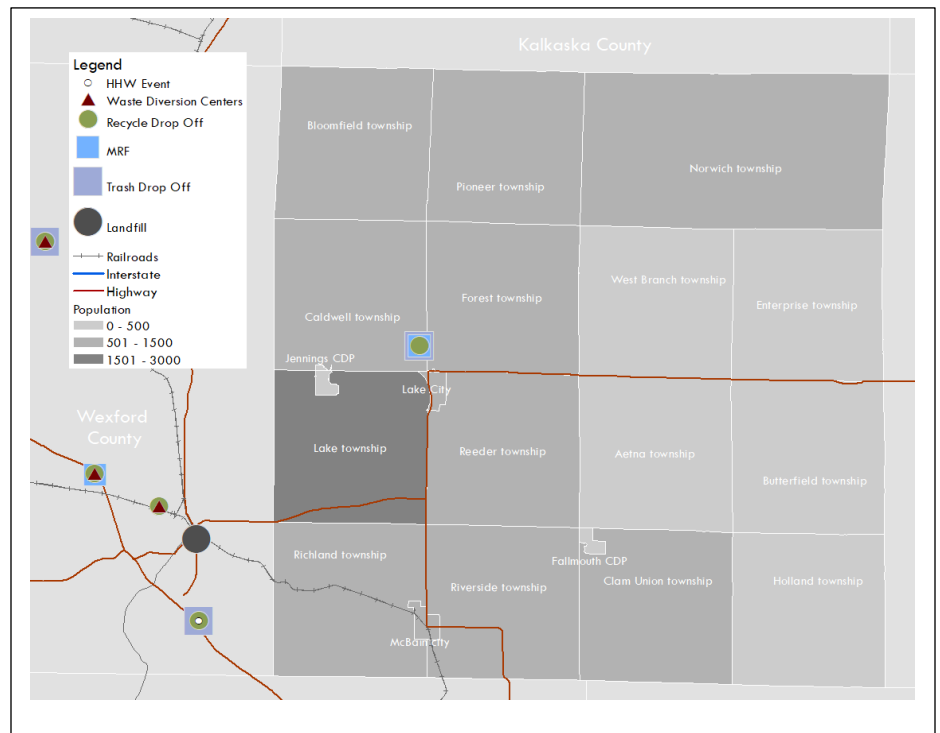 Kalkaska County
Legend
HHW Event
Waste Diversion Centers
Recycle Drop Off
MRF
Trash Drop Off
Landfill
Railroads
Interstate
Highway
Population
0 - 500
501 - 1500
1501 - 3000
Bloomfield township
Pioneer township
Norwich township
Caldwell township
Forest township
West Branch township
Enterprise township
Jennings CDP
Lake City
Wexford
County
Lake township
Reeder township
Aetna township
Butterfield township
Richland township
Riverside township
Fallmouth CDP
Clam Union township
Holland township
McBain city